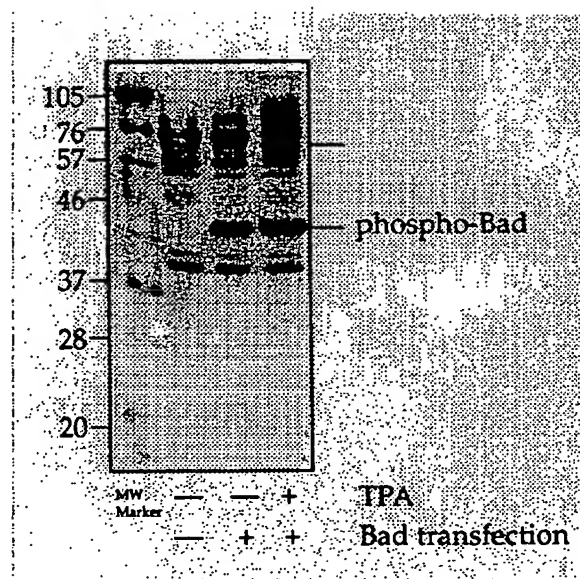 105
76
57
46
phospho-Bad
37
28
20
MW Marker — — + TPA
— + + Bad transfection